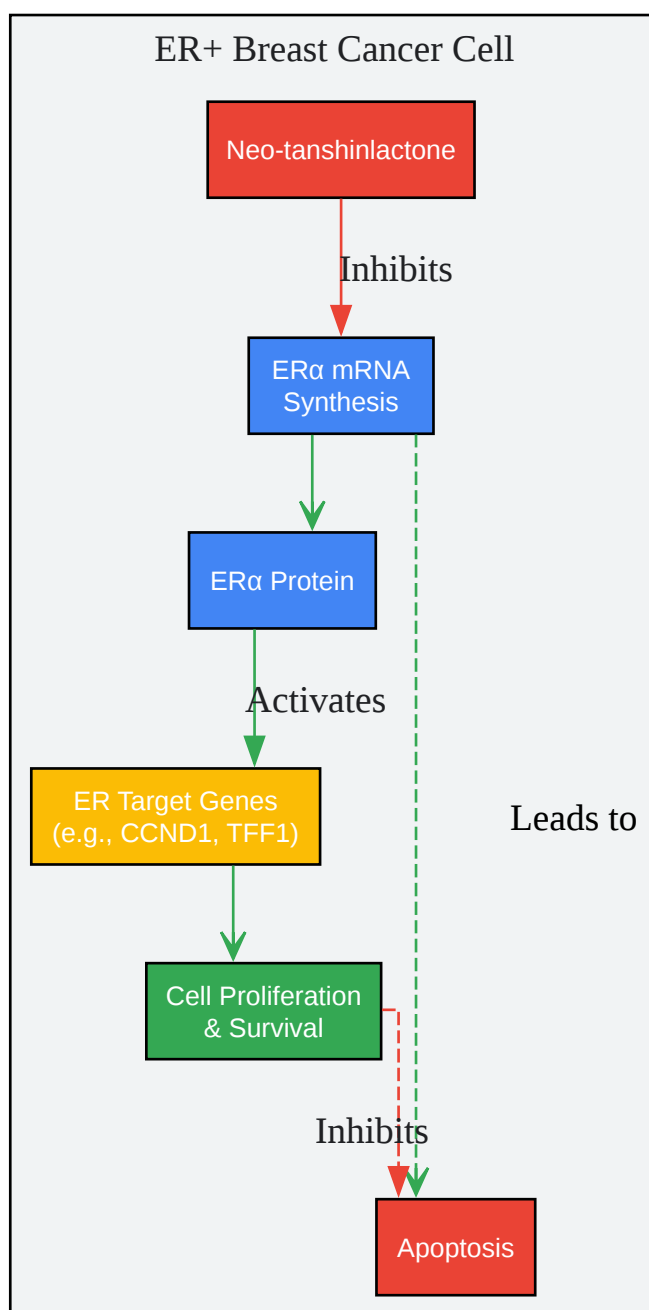 ER+ Breast Cancer Cell
Neo-tanshinlactone
Inhibits
ERα mRNA
Synthesis
ERα Protein
Activates
ER Target Genes
(e.g., CCND1, TFF1)
Leads to
Cell Proliferation
& Survival
Inhibits
Apoptosis